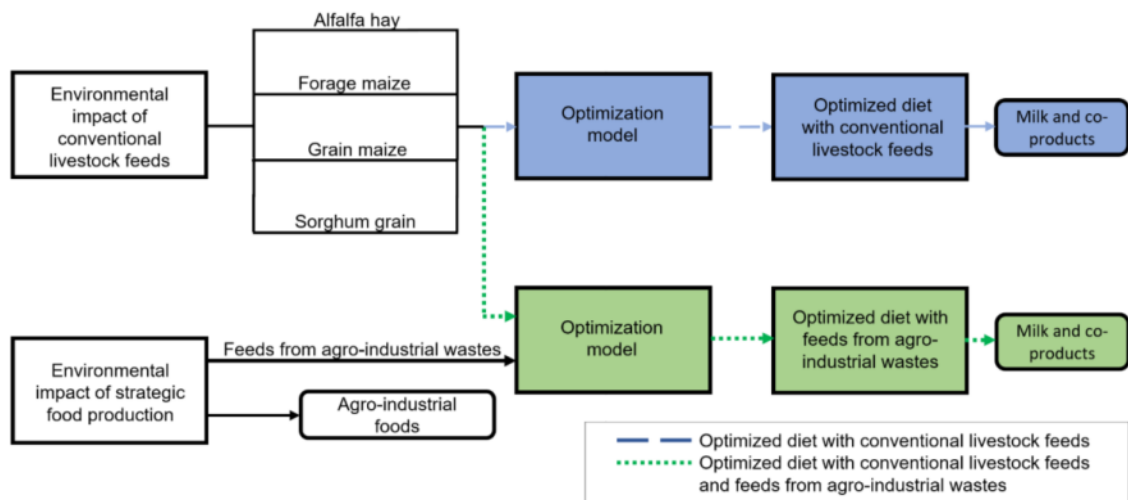 Alfalfa hay
Forage maize
Grain maize
Sorghum grain
Environmental
impact of
conventional
livestock feeds
Optimization
model
Optimized diet
with conventional
livestock feeds
Milk and co-
products
Environmental
impact of strategic
food production
Feeds from agro-industrial wastes
Agro-industrial
foods
Optimization
model
Optimized diet with
feeds from agro-
industrial wastes
Milk and co-
products
Optimized diet with conventional livestock feeds
Optimized diet with conventional livestock feeds
and feeds from agro-industrial wastes